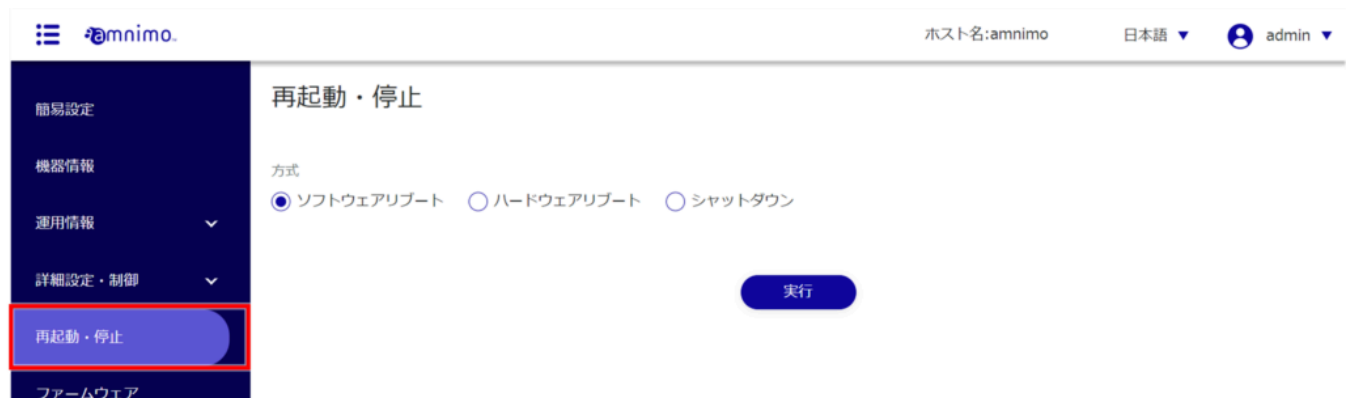 amnimo
ホスト名:amnimo
日本語 ▼
admin ▼
簡易設定
機器情報
運用情報
詳細設定・制御
再起動・停止
ファームウェア
再起動・停止
方式
ソフトウェアリブート ハードウェアリブート シャットダウン
実行